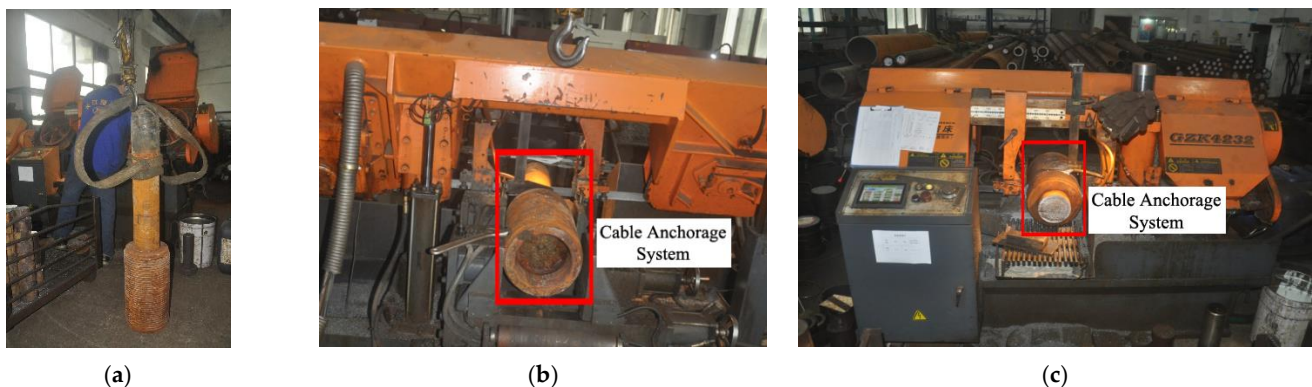 Cable Anchorage
System
GZK4232
Cable Anchorage
System
(a)
(b)
(c)